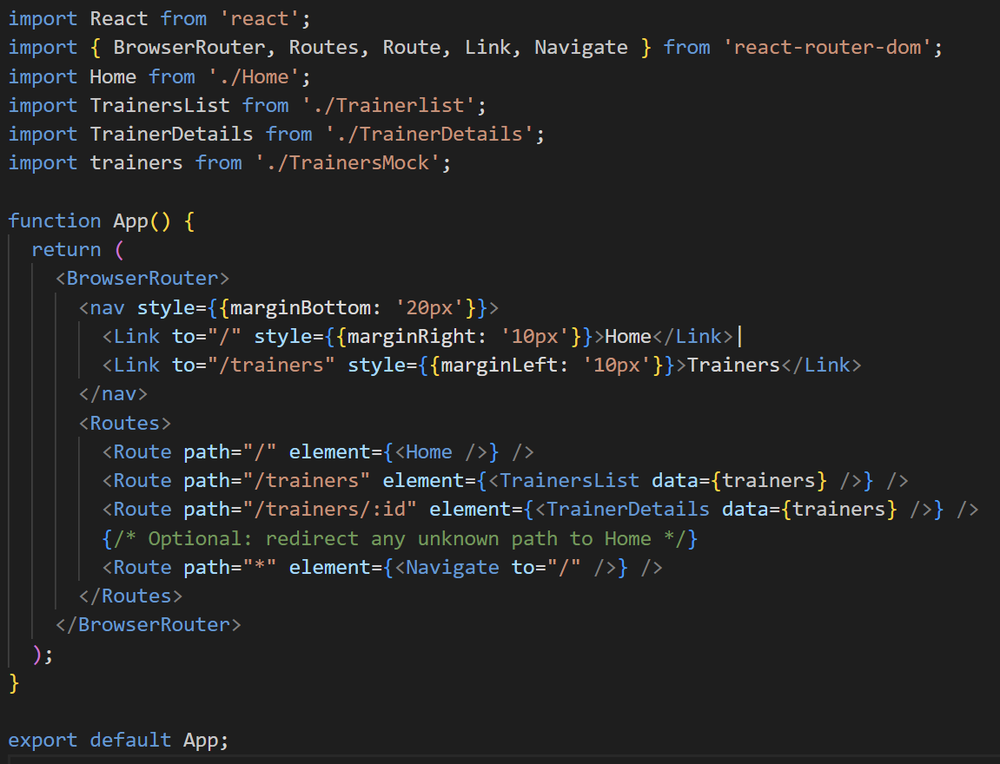 import React from 'react';
import { BrowserRouter, Routes, Route, Link, Navigate } from 'react-router-dom';
import Home from './Home';
import TrainersList from './Trainerlist';
import TrainerDetails from './TrainerDetails';
import trainers from './TrainersMock';

function App() {
  return (
    <BrowserRouter>
      <nav style={{marginBottom: '20px'}}>
        <Link to="/" style={{marginRight: '10px'}}>Home</Link>|
        <Link to="/trainers" style={{marginLeft: '10px'}}>Trainers</Link>
      </nav>
      <Routes>
        <Route path="/" element={<Home />} />
        <Route path="/trainers" element={<TrainersList data={trainers} />} />
        <Route path="/trainers/:id" element={<TrainerDetails data={trainers} />} />
        {/* Optional: redirect any unknown path to Home */}
        <Route path="*" element={<Navigate to="/" />} />
      </Routes>
    </BrowserRouter>
  );
}

export default App;